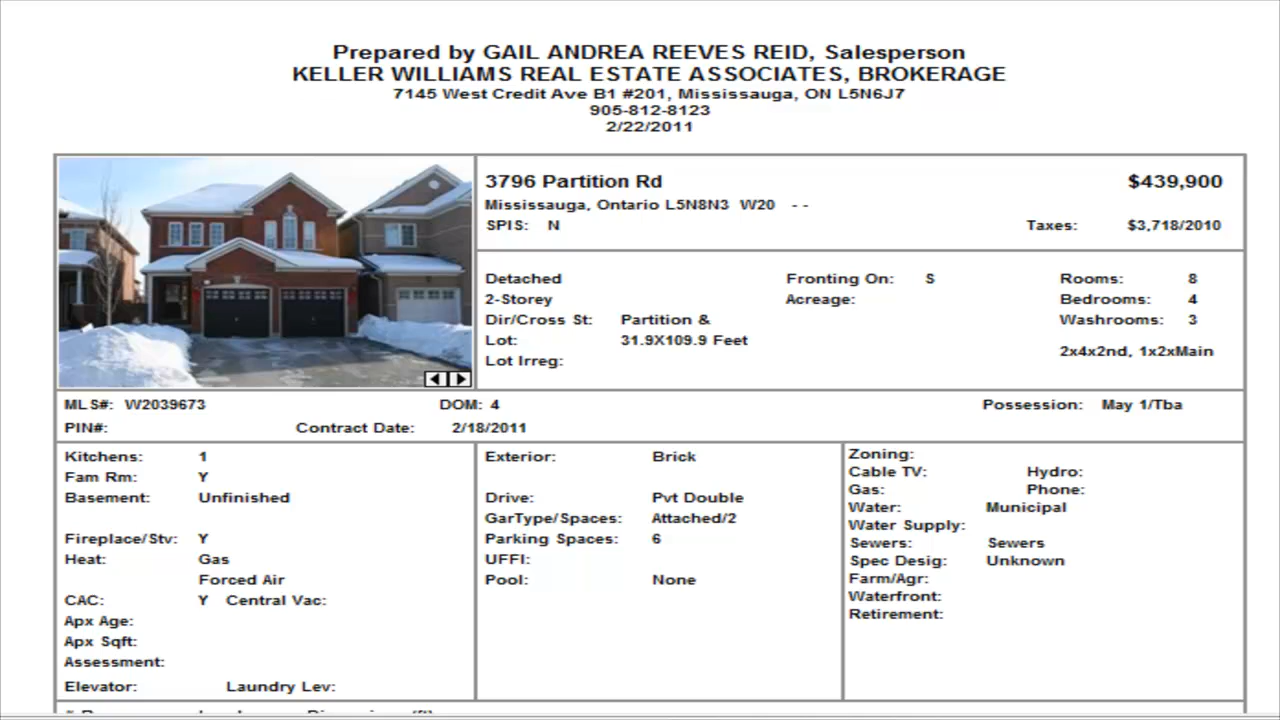 Prepared by GAIL ANDREA REEVES REID, Salesperson
KELLER WILLIAMS REAL ESTATE ASSOCIATES, BROKERAGE
7145 West Credit Ave B1 #201, Mississauga, ON L5N6J7
905-812-8123
2/22/2011
3796 Partition Rd $439,900
Mississauga, Ontario L5N8N3 W20 - -
SPIS: N Taxes: $3,718/2010
Detached Fronting On: S Rooms: 8
2-Storey Acreage: Bedrooms: 4
Dir/Cross St: Partition & Washrooms: 3
Lot: 31.9X109.9 Feet
2x4x2nd, 1x2xMain
Lot Irreg:
MLS#: W2039673 DOM: 4 Possession: May 1/Tba
PIN#: Contract Date: 2/18/2011
Kitchens: 1
Fam Rm: Y
Basement: Unfinished
Fireplace/Stv: Y
Heat: Gas
Forced Air
CAC: Y Central Vac:
Apx Age:
Apx Sqft:
Assessment:
Elevator: Laundry Lev:
Exterior: Brick
Drive: Pvt Double
GarType/Spaces: Attached/2
Parking Spaces: 6
UFFI:
Pool: None
Zoning:
Cable TV: Hydro:
Gas: Phone:
Water: Municipal
Water Supply:
Sewers: Sewers
Spec Desig: Unknown
Farm/Agr:
Waterfront:
Retirement: